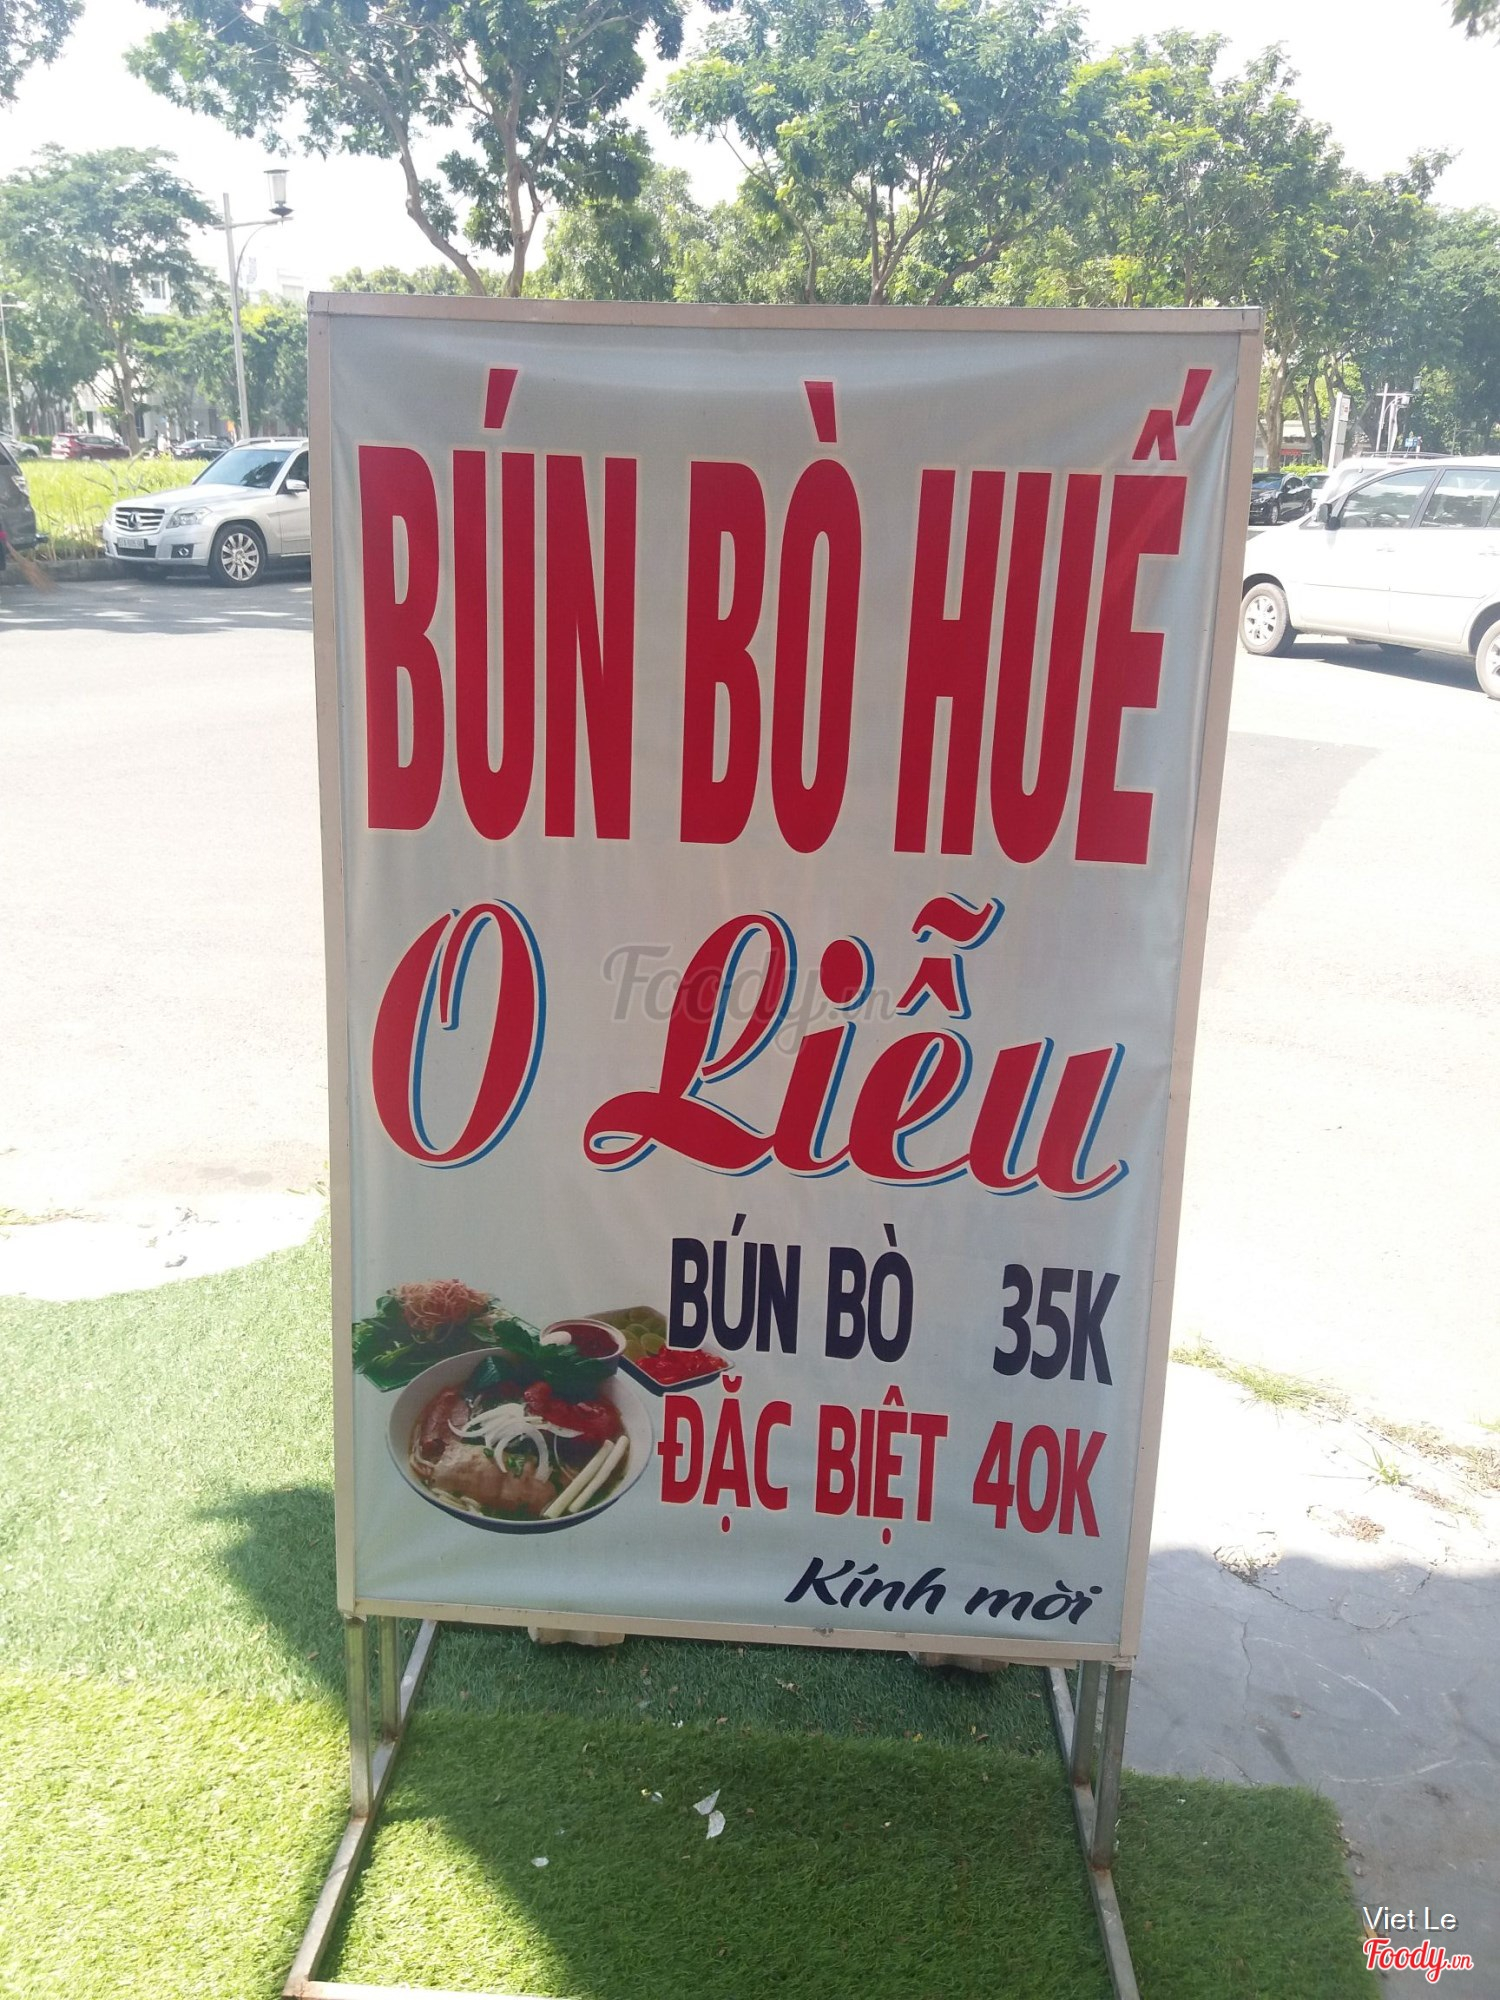 BÚN BÒ HUẾ
O Liễu
Foody.vn
BÚN BÒ 35K
ĐẶC BIỆT 40K
Kính mời
Viet Le
Foody.vn